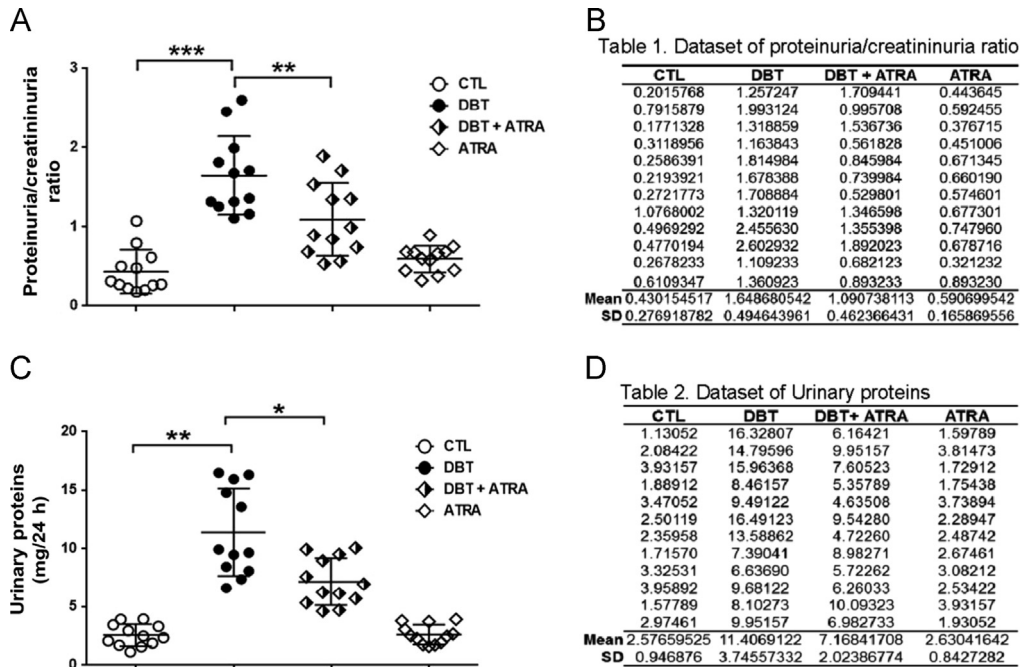 A
***
**
3
2
1
0
Proteinuria/creatininuria
ratio
CTL
DBT
DBT + ATRA
ATRA
B
Table 1. Dataset of proteinuria/creatininuria ratio
CTL DBT DBT + ATRA ATRA
0.2015768 1.257247 1.709441 0.443645
0.7915879 1.993124 0.995708 0.592455
0.1771328 1.318859 1.536736 0.376715
0.3118956 1.163843 0.561828 0.451006
0.2586391 1.814984 0.845984 0.671345
0.2193921 1.678388 0.739984 0.660190
0.2721773 1.708884 0.529801 0.574601
1.0768002 1.320119 1.346598 0.677301
0.4969292 2.455630 1.355398 0.747960
0.4770194 2.602932 1.892023 0.678716
0.2678233 1.109233 0.682123 0.321232
0.6109347 1.360923 0.893233 0.893230
Mean 0.430154517 1.648680542 1.090738113 0.590699542
SD 0.276918782 0.494643961 0.462366431 0.165869556
C
**
*
20
15
10
5
0
Urinary proteins
(mg/24 h)
CTL
DBT
DBT + ATRA
ATRA
D
Table 2. Dataset of Urinary proteins
CTL DBT DBT+ ATRA ATRA
1.13052 16.32807 6.16421 1.59789
2.08422 14.79596 9.95157 3.81473
3.93157 15.96368 7.60523 1.72912
1.88912 8.46157 5.35789 1.75438
3.47052 9.49122 4.63508 3.73894
2.50119 16.49123 9.54280 2.28947
2.35958 13.58862 4.72260 2.48742
1.71570 7.39041 8.98271 2.67461
3.32531 6.63690 5.72262 3.08212
3.95892 9.68122 6.26033 2.53422
1.57789 8.10273 10.09323 3.93157
2.97461 9.95157 6.982733 1.93052
Mean 2.57659525 11.4069122 7.16841708 2.63041642
SD 0.946876 3.74557332 2.02386774 0.8427282